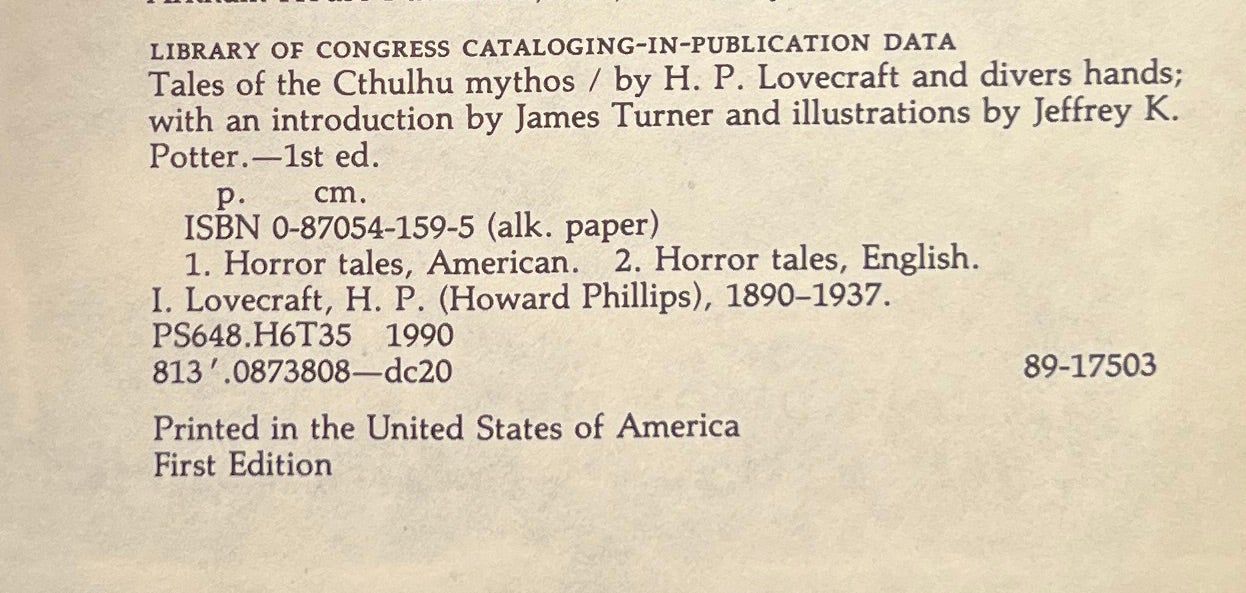 LIBRARY OF CONGRESS CATALOGING-IN-PUBLICATION DATA
Tales of the Cthulhu mythos / by H. P. Lovecraft and divers hands;
with an introduction by James Turner and illustrations by Jeffrey K.
Potter.—1st ed.
p. cm.
ISBN 0-87054-159-5 (alk. paper)
1. Horror tales, American. 2. Horror tales, English.
I. Lovecraft, H. P. (Howard Phillips), 1890–1937.
PS648.H6T35 1990
813′.0873808—dc20 89-17503
Printed in the United States of America
First Edition